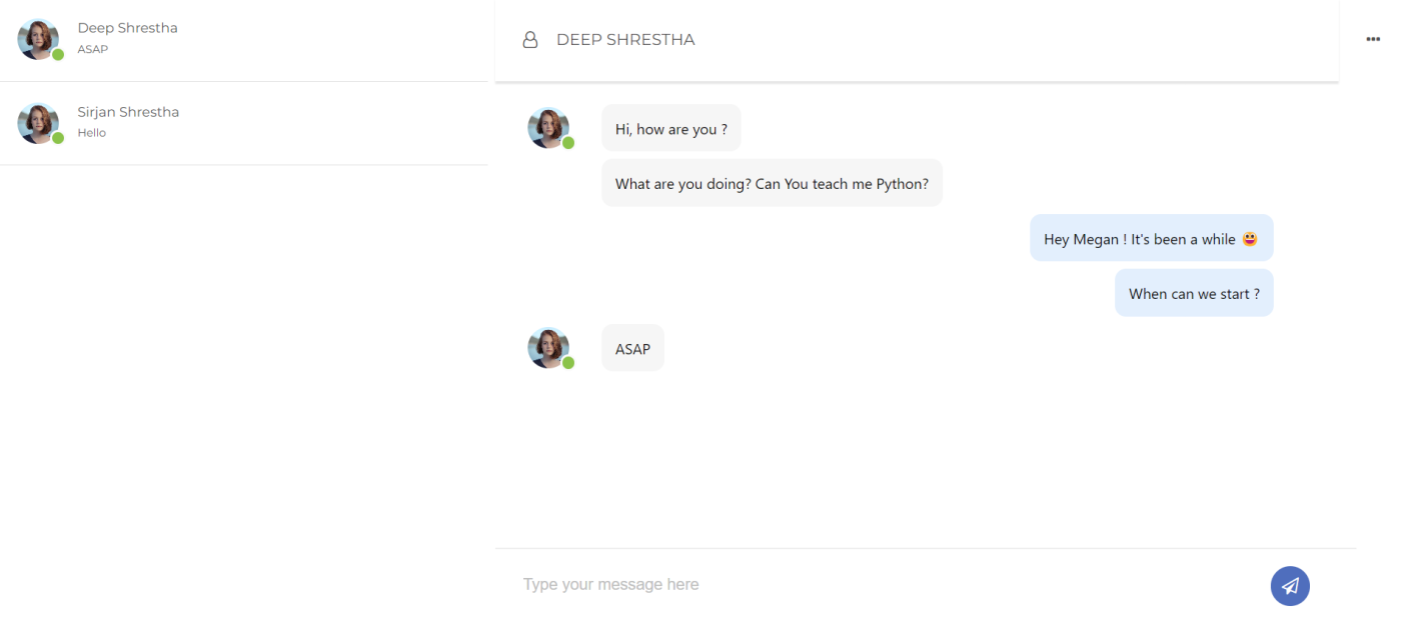 Deep Shrestha
ASAP
Sirjan Shrestha
Hello
DEEP SHRESTHA
Hi, how are you ?
What are you doing? Can You teach me Python?
Hey Megan ! It's been a while 😃
When can we start ?
ASAP
Type your message here